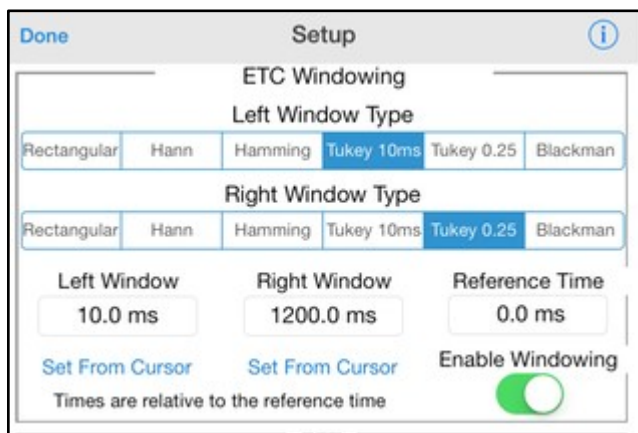 Done Setup i
ETC Windowing
Left Window Type
Rectangular Hann Hamming Tukey 10ms Tukey 0.25 Blackman
Right Window Type
Rectangular Hann Hamming Tukey 10ms Tukey 0.25 Blackman
Left Window Right Window Reference Time
10.0 ms 1200.0 ms 0.0 ms
Set From Cursor Set From Cursor Enable Windowing
Times are relative to the reference time